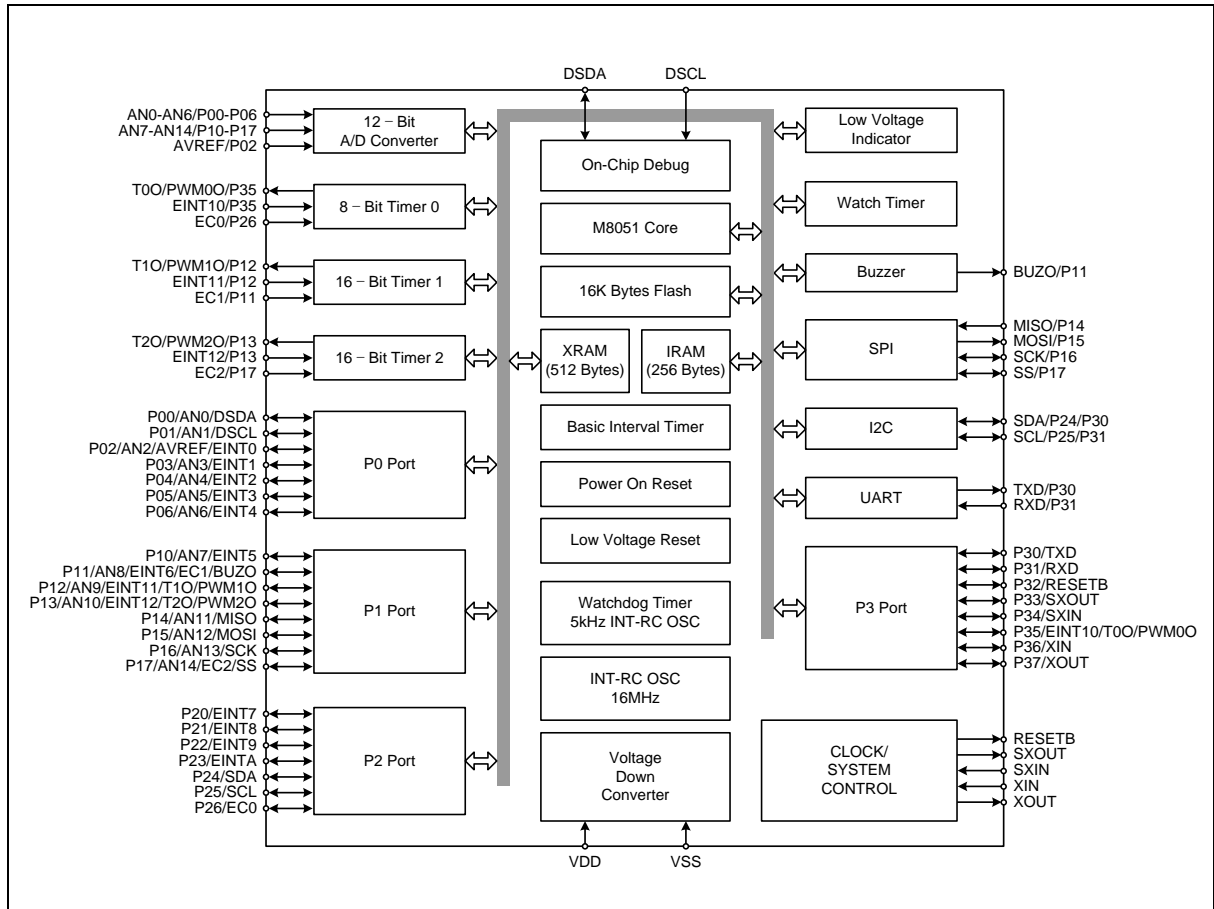 DSDA
DSCL
AN0-AN6/P00-P06
AN7-AN14/P10-P17
AVREF/P02
12 – Bit
A/D Converter
T0O/PWM0O/P35
EINT10/P35
EC0/P26
8 – Bit Timer 0
T1O/PWM1O/P12
EINT11/P12
EC1/P11
16 – Bit Timer 1
T2O/PWM2O/P13
EINT12/P13
EC2/P17
16 – Bit Timer 2
P00/AN0/DSDA
P01/AN1/DSCL
P02/AN2/AVREF/EINT0
P03/AN3/EINT1
P04/AN4/EINT2
P05/AN5/EINT3
P06/AN6/EINT4
P0 Port
P10/AN7/EINT5
P11/AN8/EINT6/EC1/BUZO
P12/AN9/EINT11/T1O/PWM1O
P13/AN10/EINT12/T2O/PWM2O
P14/AN11/MISO
P15/AN12/MOSI
P16/AN13/SCK
P17/AN14/EC2/SS
P1 Port
P20/EINT7
P21/EINT8
P22/EINT9
P23/EINTA
P24/SDA
P25/SCL
P26/EC0
P2 Port
On-Chip Debug
M8051 Core
16K Bytes Flash
XRAM
(512 Bytes)
IRAM
(256 Bytes)
Basic Interval Timer
Power On Reset
Low Voltage Reset
Watchdog Timer
5kHz INT-RC OSC
INT-RC OSC
16MHz
Voltage
Down
Converter
VDD
VSS
Low Voltage
Indicator
Watch Timer
Buzzer
BUZO/P11
SPI
MISO/P14
MOSI/P15
SCK/P16
SS/P17
I2C
SDA/P24/P30
SCL/P25/P31
UART
TXD/P30
RXD/P31
P3 Port
P30/TXD
P31/RXD
P32/RESETB
P33/SXOUT
P34/SXIN
P35/EINT10/T0O/PWM0O
P36/XIN
P37/XOUT
CLOCK/
SYSTEM
CONTROL
RESETB
SXOUT
SXIN
XIN
XOUT